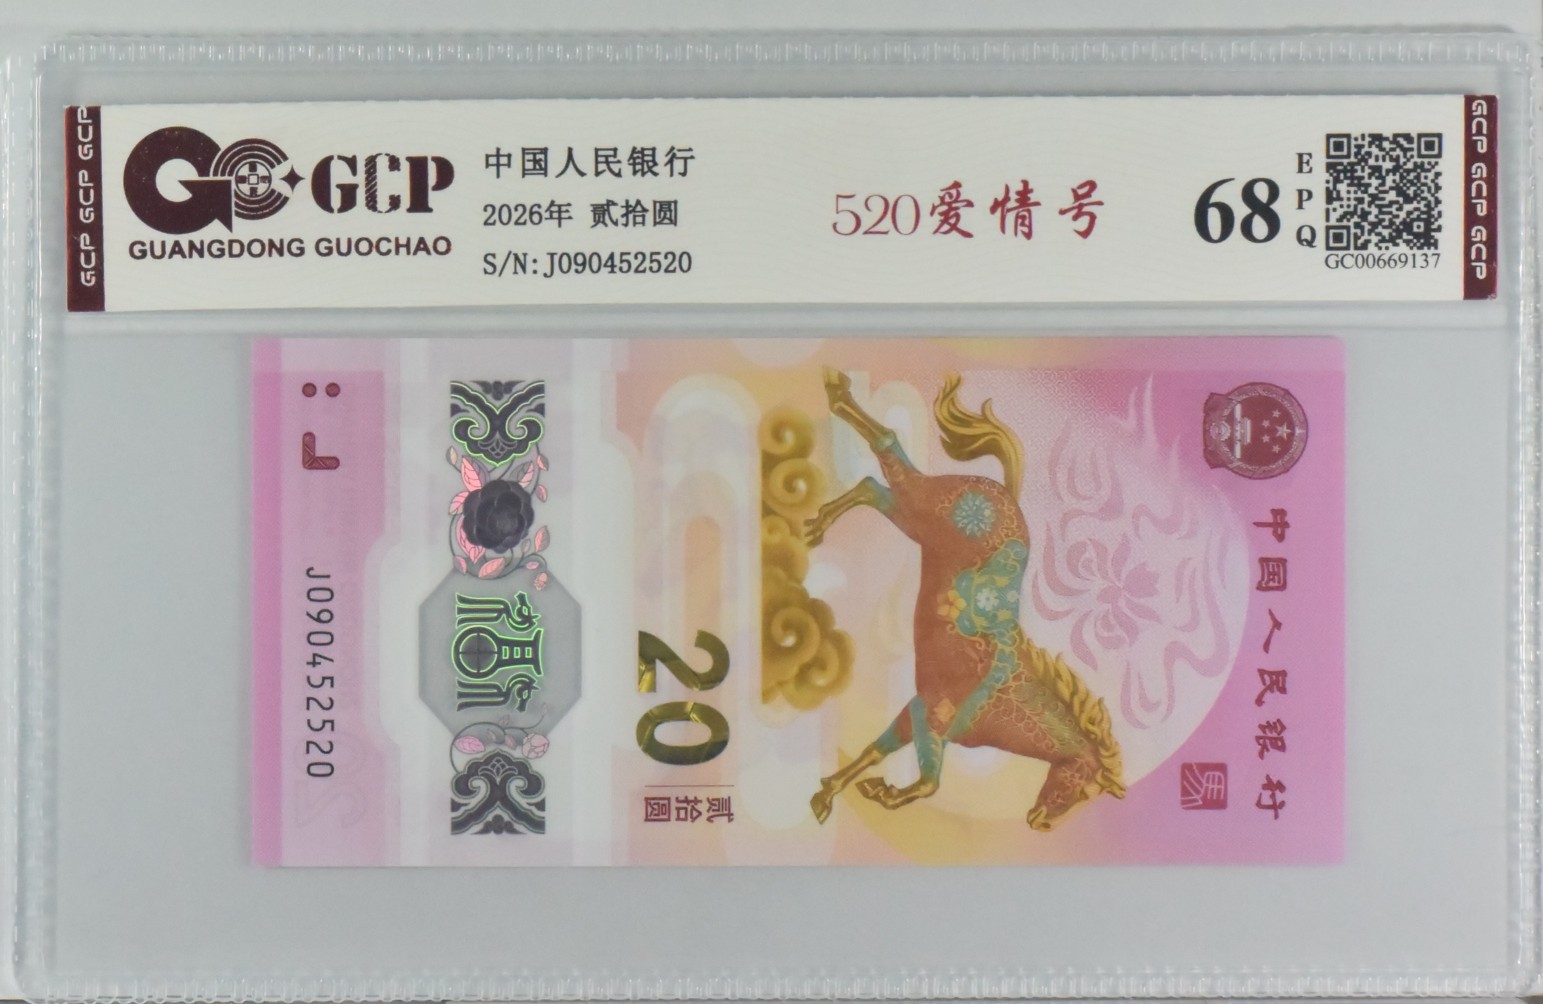 GCP GCP GCP
GCP
GUANGDONG GUOCHAO
中国人民银行
2026年 贰拾圆
S/N:J090452520
520爱情号
68
EPQ
GC00669137
GCP GCP GCP
中国人民银行
馬
20
贰拾圆
J090452520